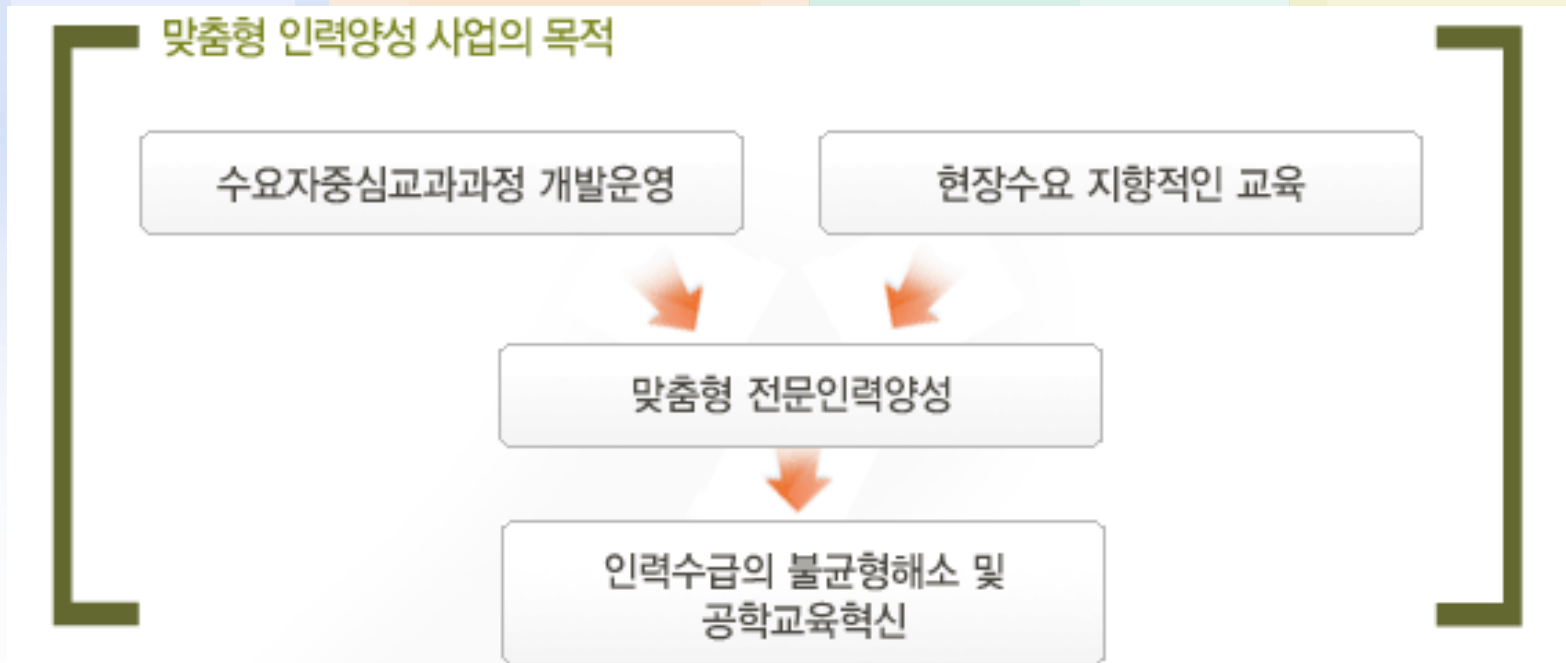 맞춤형 인력양성 사업의 목적
수요자중심교과과정 개발운영
현장수요 지향적인 교육
맞춤형 전문인력양성
인력수급의 불균형해소 및
공학교육혁신